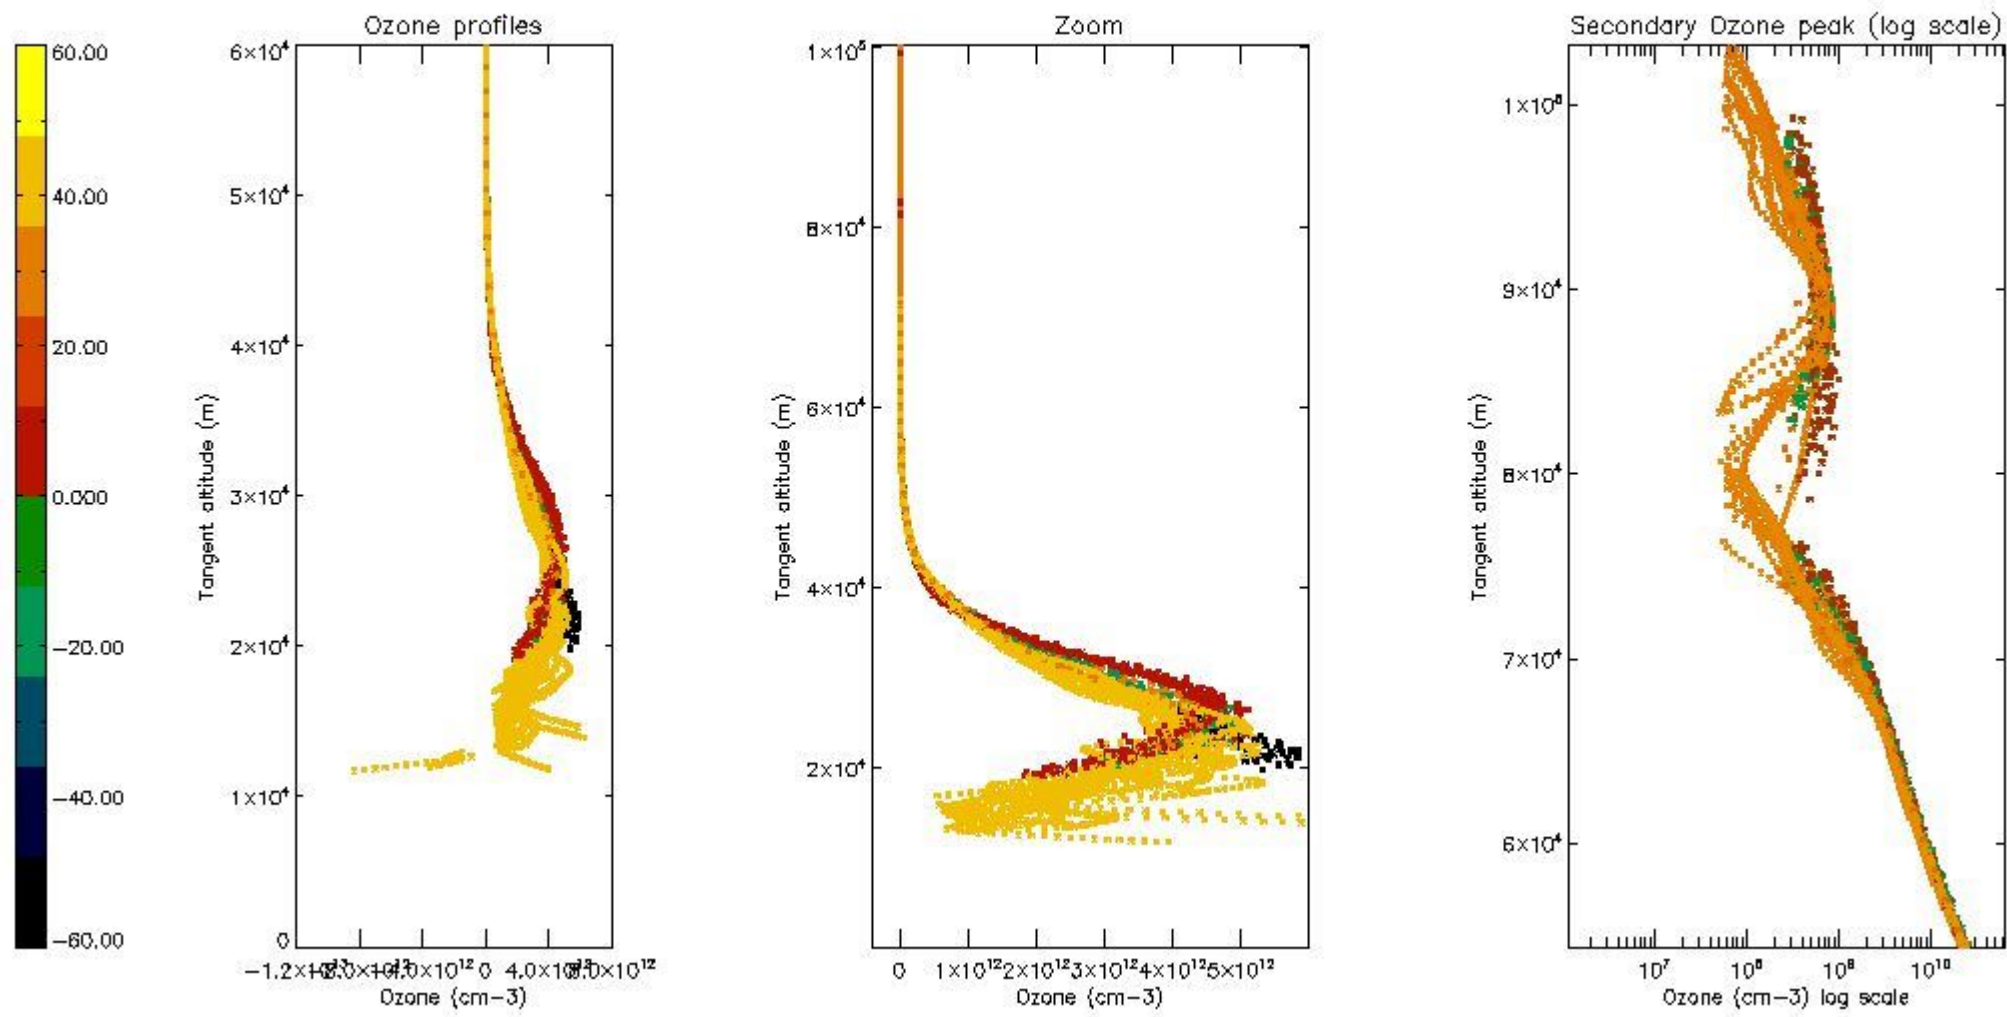 Ozone profiles
Zoom
Secondary Ozone peak (log scale)
60.00
40.00
20.00
0.000
−20.00
−40.00
−60.00
6×10⁴
5×10⁴
4×10⁴
3×10⁴
2×10⁴
1×10⁴
0
Tangent altitude (m)
0
Ozone (cm−3)
1×10⁵
8×10⁴
6×10⁴
4×10⁴
2×10⁴
Tangent altitude (m)
0 1×10¹² 2×10¹² 3×10¹² 4×10¹² 5×10¹²
Ozone (cm−3)
9×10⁴
8×10⁴
7×10⁴
6×10⁴
Tangent altitude (m)
10⁷ 10¹⁰
Ozone (cm−3) log scale